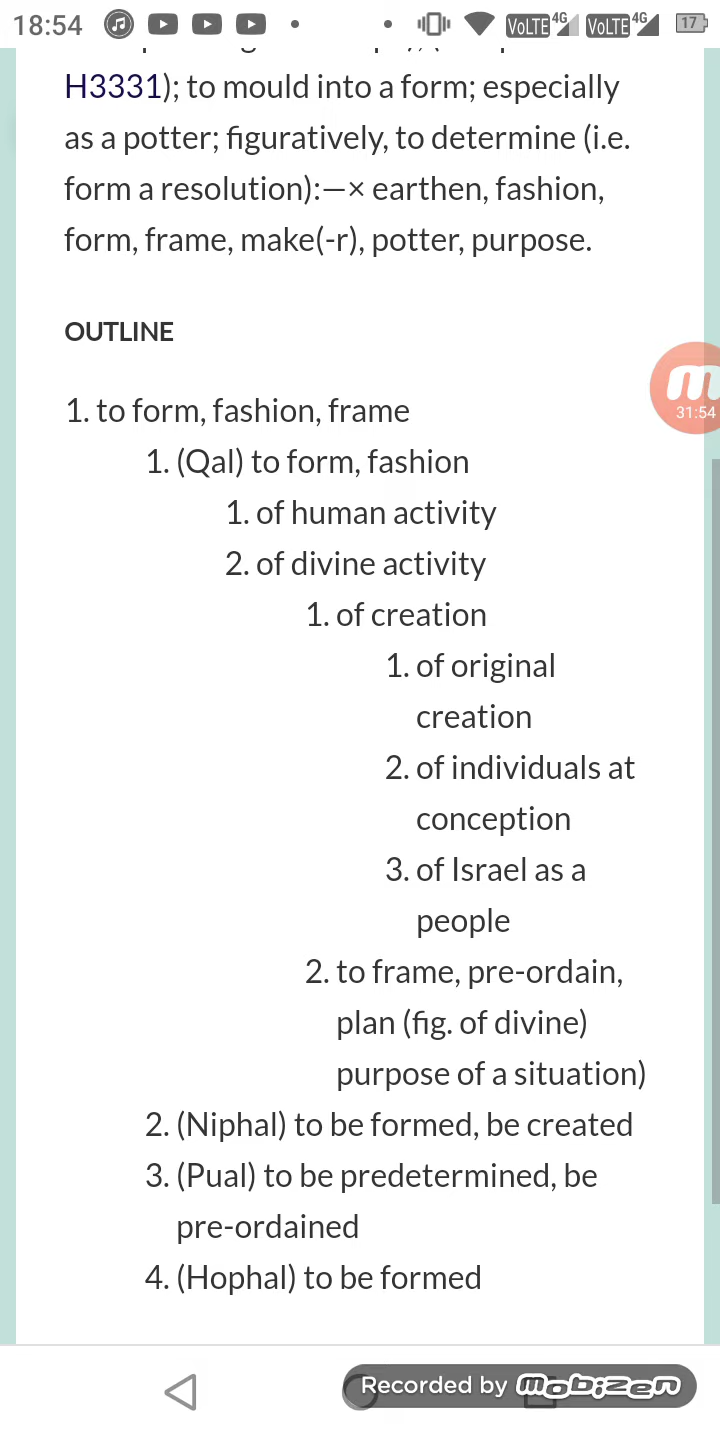 18:54
VoLTE 4G VoLTE 4G 17
H3331); to mould into a form; especially
as a potter; figuratively, to determine (i.e.
form a resolution):—× earthen, fashion,
form, frame, make(-r), potter, purpose.
OUTLINE
1. to form, fashion, frame
1. (Qal) to form, fashion
1. of human activity
2. of divine activity
1. of creation
1. of original
creation
2. of individuals at
conception
3. of Israel as a
people
2. to frame, pre-ordain,
plan (fig. of divine)
purpose of a situation)
2. (Niphal) to be formed, be created
3. (Pual) to be predetermined, be
pre-ordained
4. (Hophal) to be formed
m
31:54
Recorded by mobizen